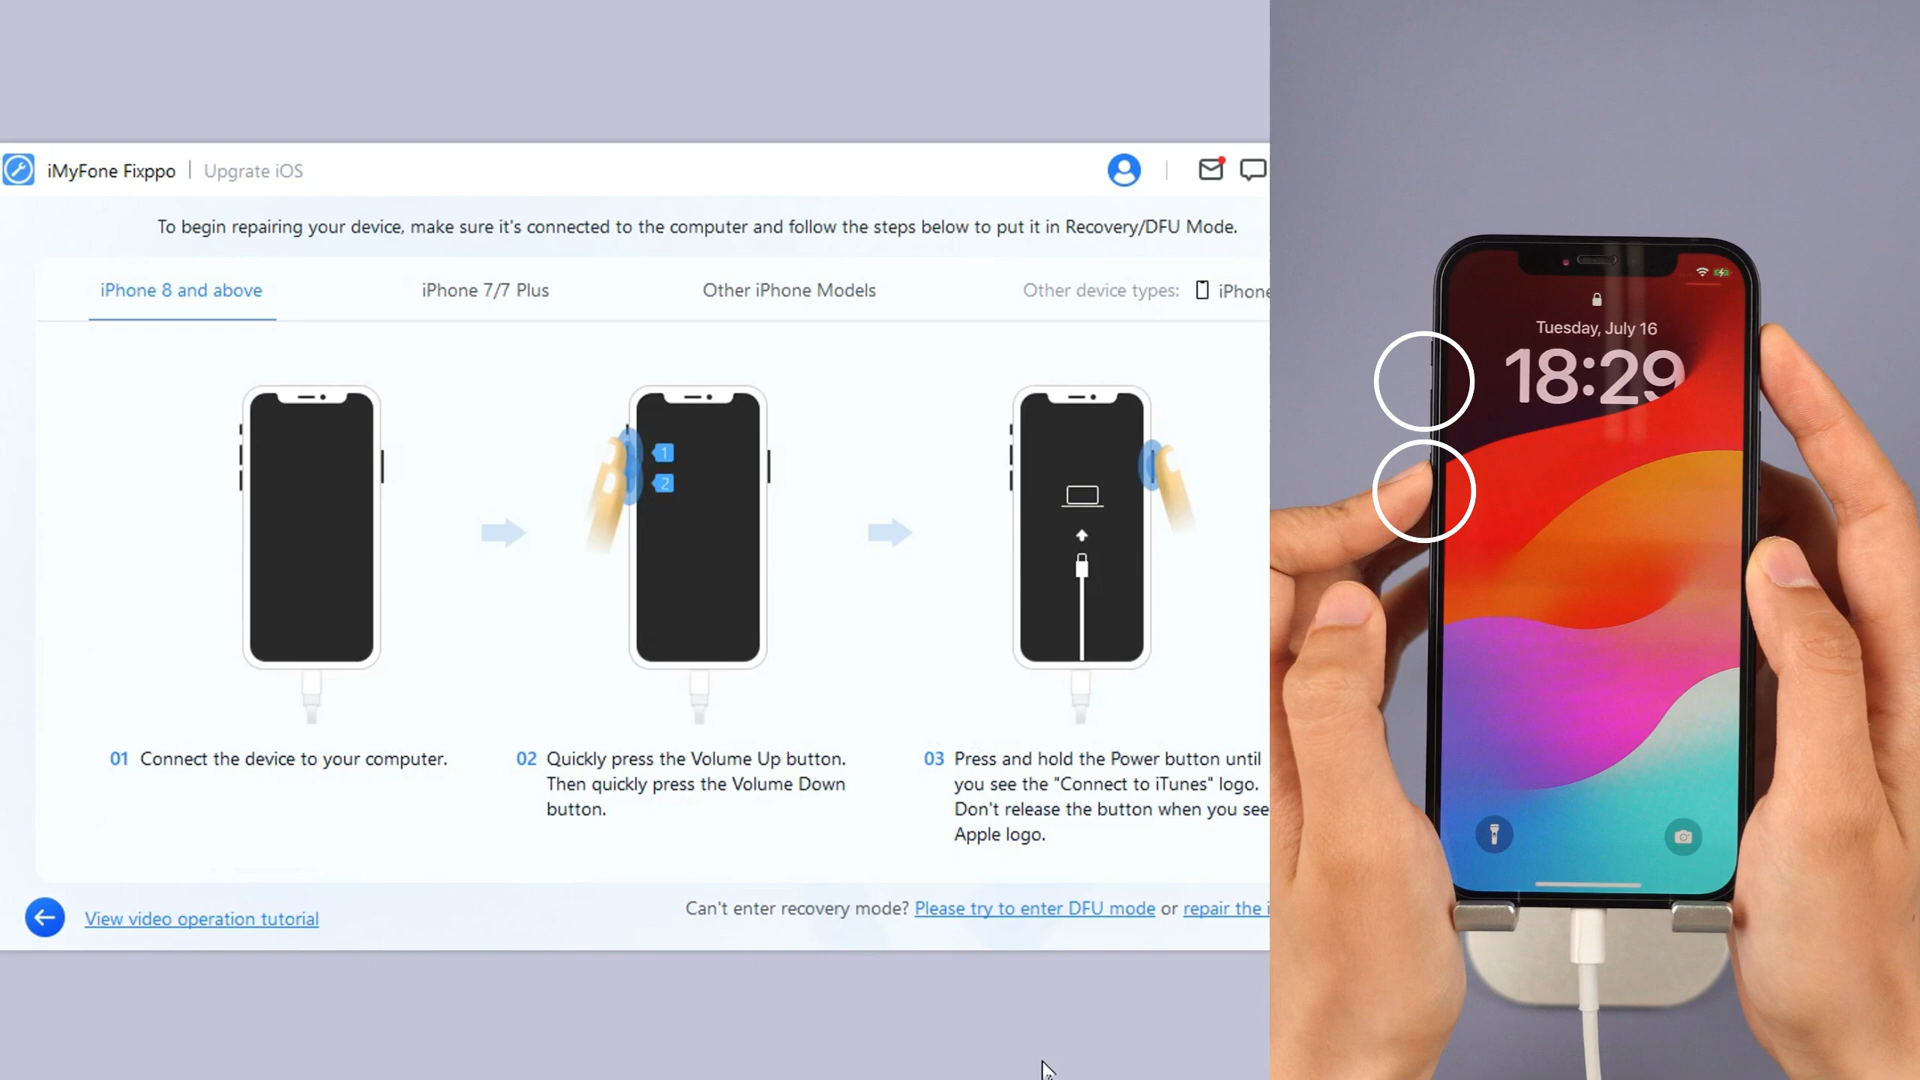 iMyFone Fixppo | Upgrade iOS
To begin repairing your device, make sure it's connected to the computer and follow the steps below to put it in Recovery/DFU Mode.
iPhone 8 and above
iPhone 7/7 Plus
Other iPhone Models
Other device types:
iPhone
1
2
01 Connect the device to your computer.
02 Quickly press the Volume Up button.
Then quickly press the Volume Down
button.
03 Press and hold the Power button until
you see the "Connect to iTunes" logo.
Don't release the button when you see
Apple logo.
View video operation tutorial
Can't enter recovery mode? Please try to enter DFU mode or repair the i
Tuesday, July 16
18:29